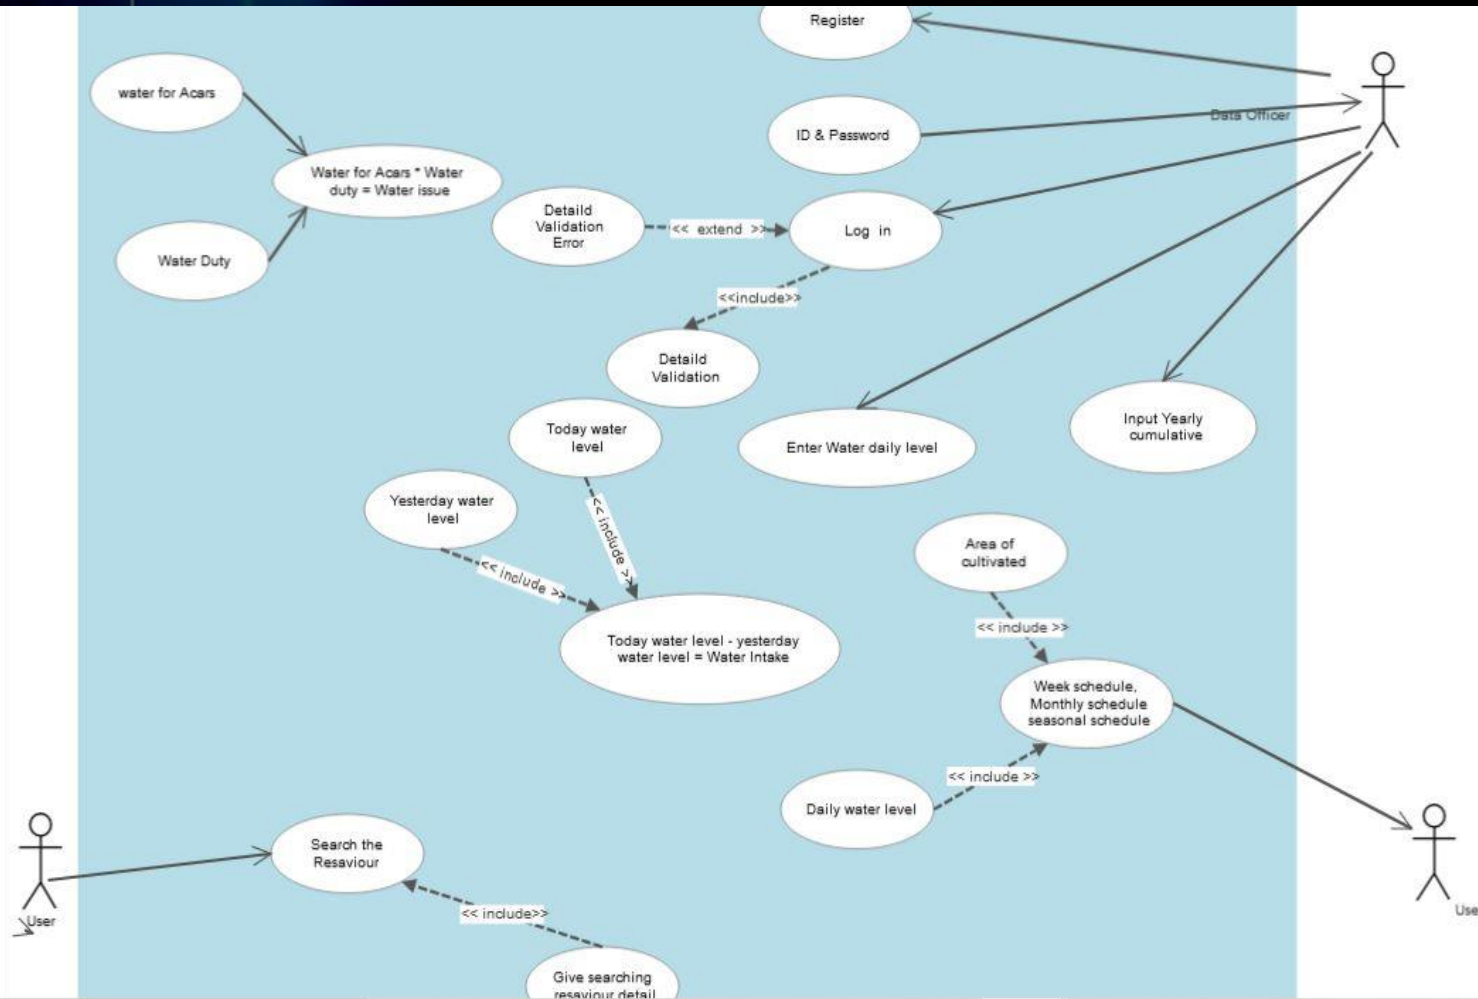 Register
water for Acars
ID & Password
Data Officer
Water for Acars * Water
duty = Water issue
Detaild
Validation
Error
<< extend >>
Log in
Water Duty
<<include>>
Detaild
Validation
Today water
level
Enter Water daily level
Input Yearly
cumulative
Yesterday water
level
<< include >>
<< include >>
Area of
cultivated
<< include >>
Today water level - yesterday
water level = Water Intake
Week schedule,
Monthly schedule
seasonal schedule
<< include >>
Daily water level
Search the
Resaviour
User
<< include>>
Use
Give searching
resaviour detail